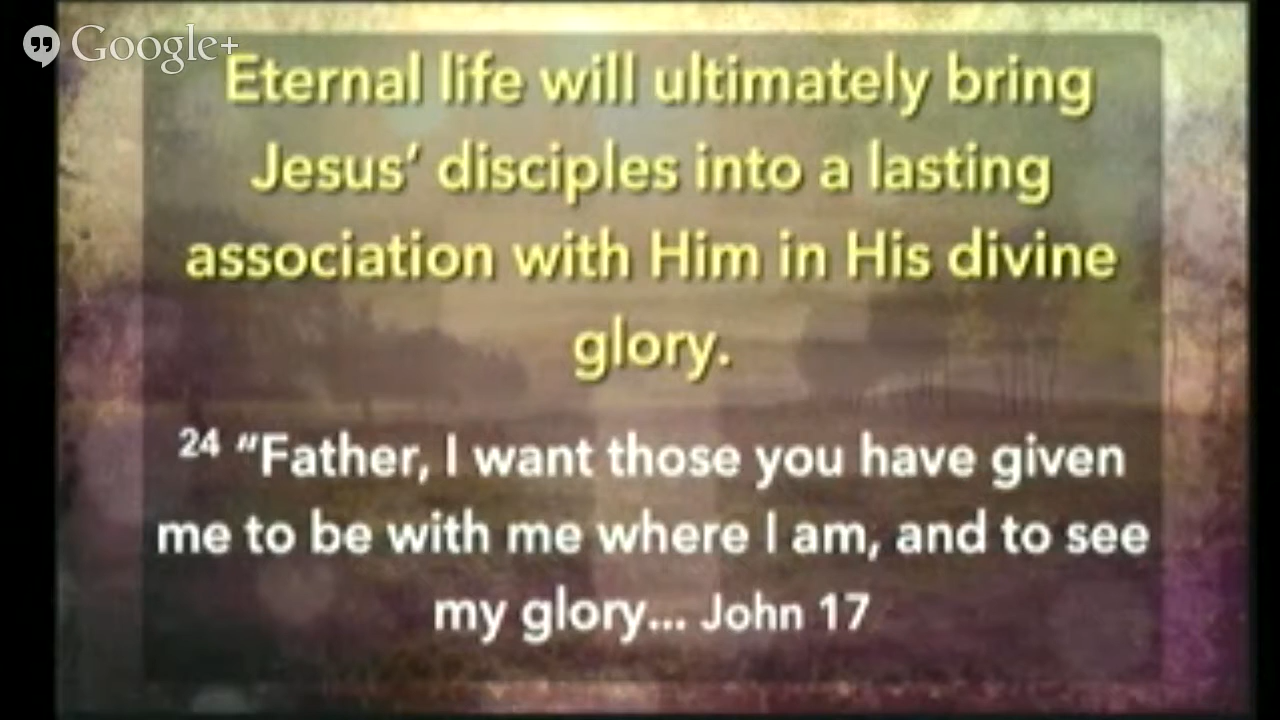 Google+
Eternal life will ultimately bring
Jesus’ disciples into a lasting
association with Him in His divine
glory.
24 “Father, I want those you have given
me to be with me where I am, and to see
my glory... John 17